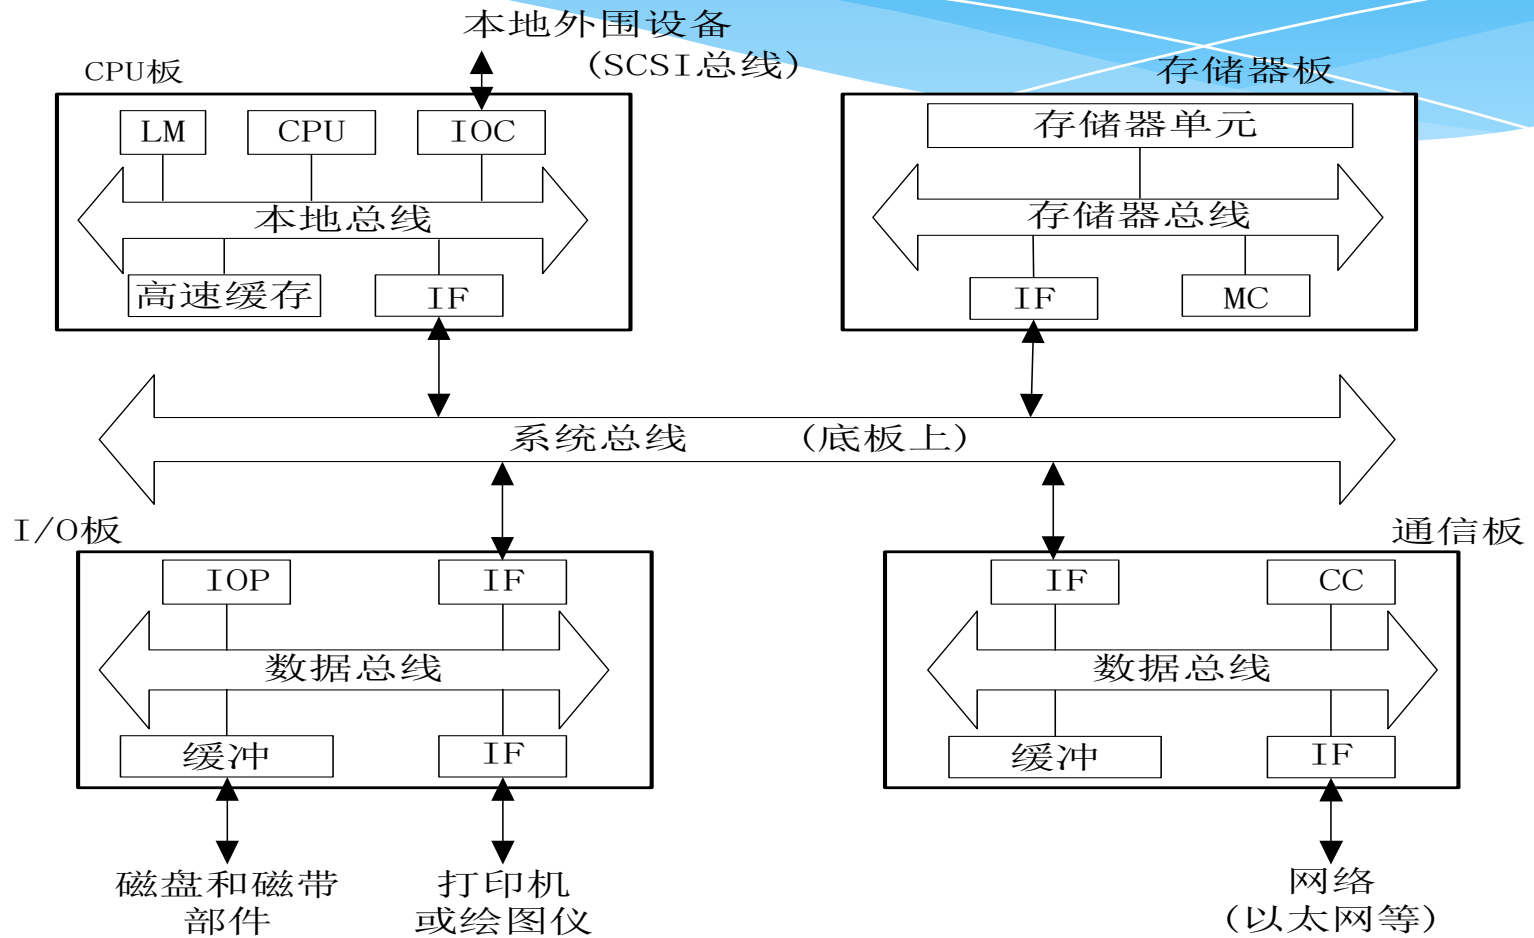 本地外围设备
(SCSI总线)
CPU板
存储器板
LM
CPU
IOC
存储器单元
本地总线
存储器总线
高速缓存
IF
IF
MC
系统总线 (底板上)
I/O板
通信板
IOP
IF
IF
CC
数据总线
数据总线
缓冲
IF
缓冲
IF
磁盘和磁带
部件
打印机
或绘图仪
网络
(以太网等)